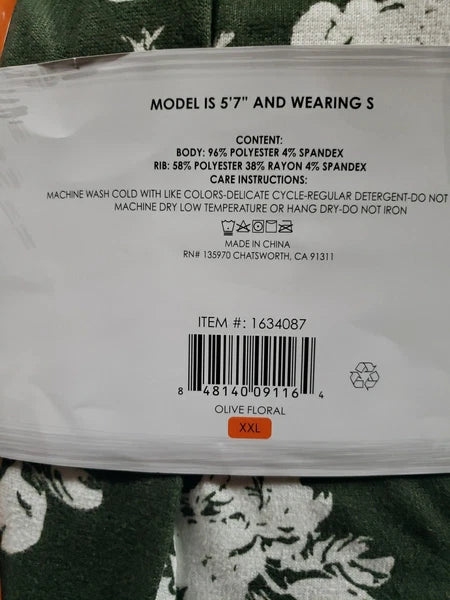 MODEL IS 5'7" AND WEARING S
CONTENT:
BODY: 96% POLYESTER 4% SPANDEX
RIB: 58% POLYESTER 38% RAYON 4% SPANDEX
CARE INSTRUCTIONS:
MACHINE WASH COLD WITH LIKE COLORS-DELICATE CYCLE-REGULAR DETERGENT-DO NOT
MACHINE DRY LOW TEMPERATURE OR HANG DRY-DO NOT IRON
MADE IN CHINA
RN# 135970 CHATSWORTH, CA 91311
ITEM #: 1634087
8 48140 09116 4
OLIVE FLORAL
XXL